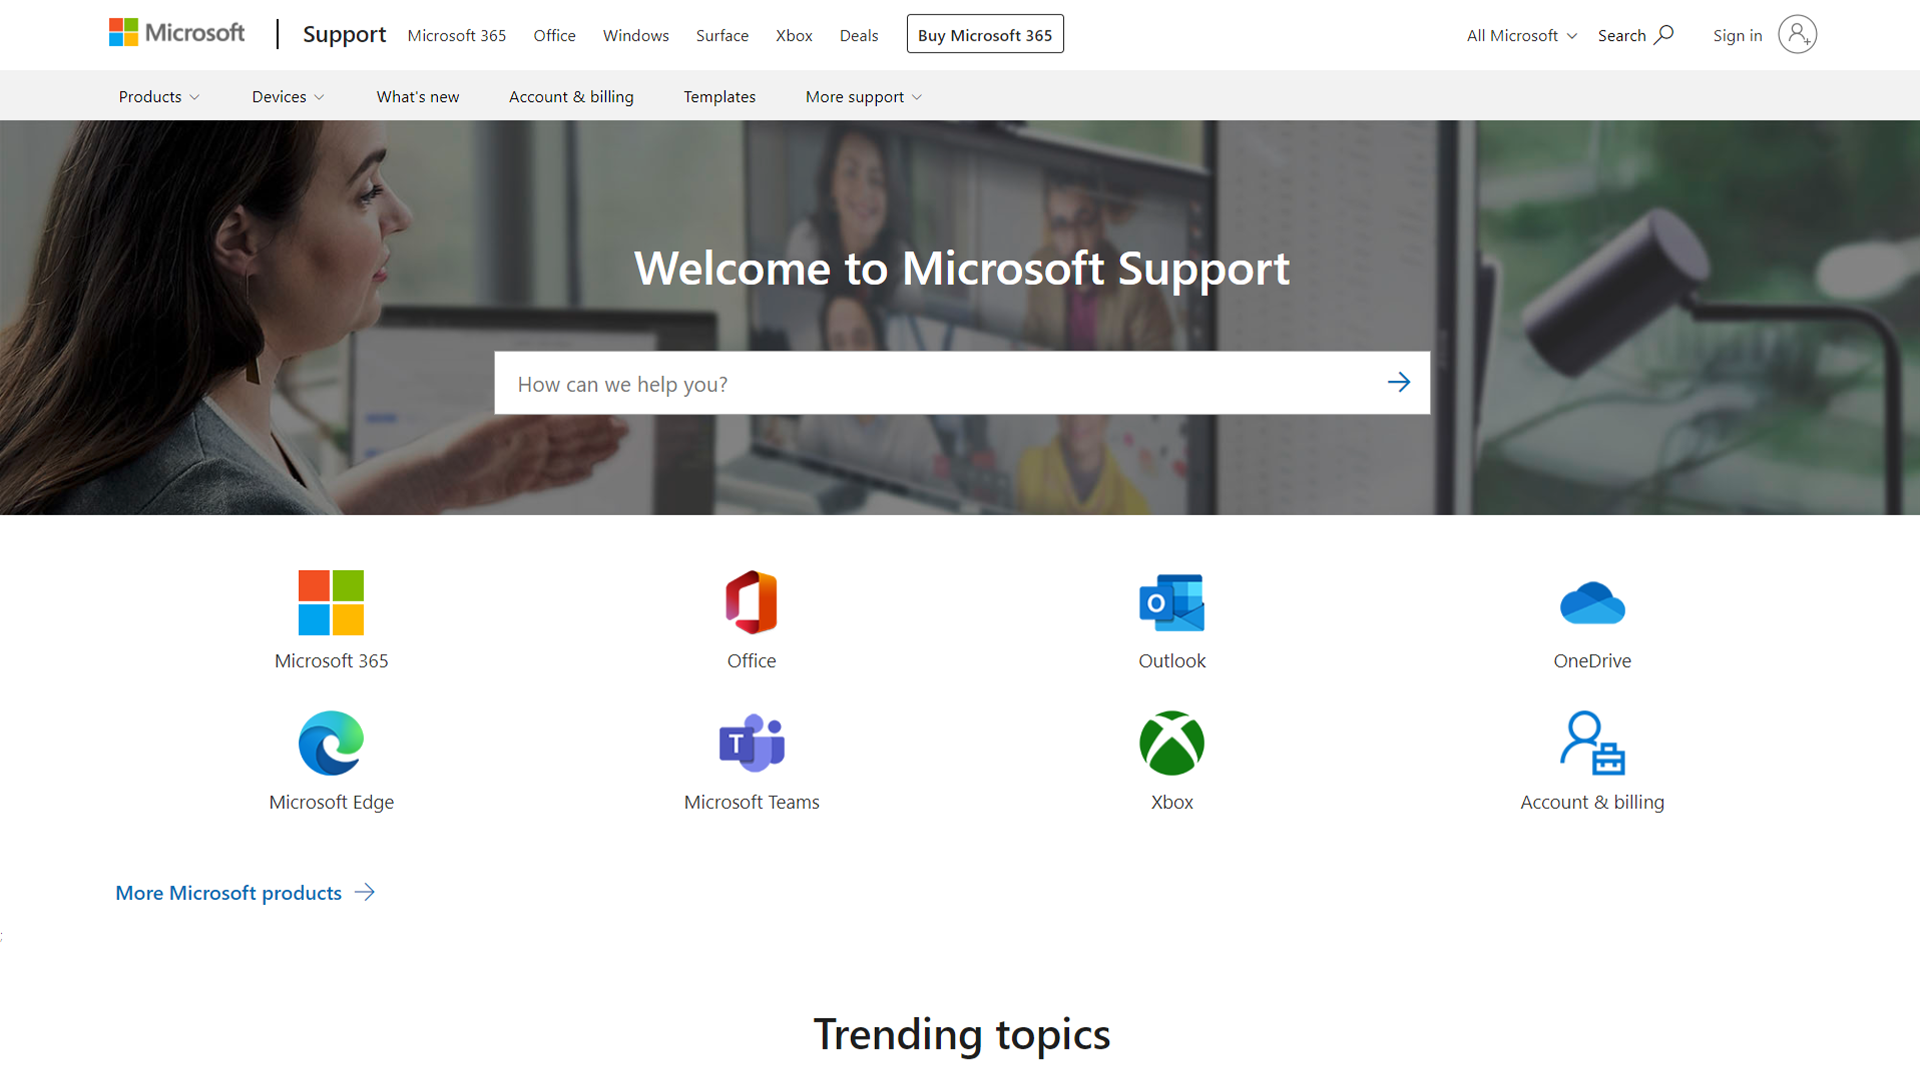 Microsoft | Support Microsoft 365 Office Windows Surface Xbox Deals Buy Microsoft 365 All Microsoft Search Sign in
Products Devices What's new Account & billing Templates More support
Welcome to Microsoft Support
How can we help you?
Microsoft 365 Office Outlook OneDrive
Microsoft Edge Microsoft Teams Xbox Account & billing
More Microsoft products
;
Trending topics